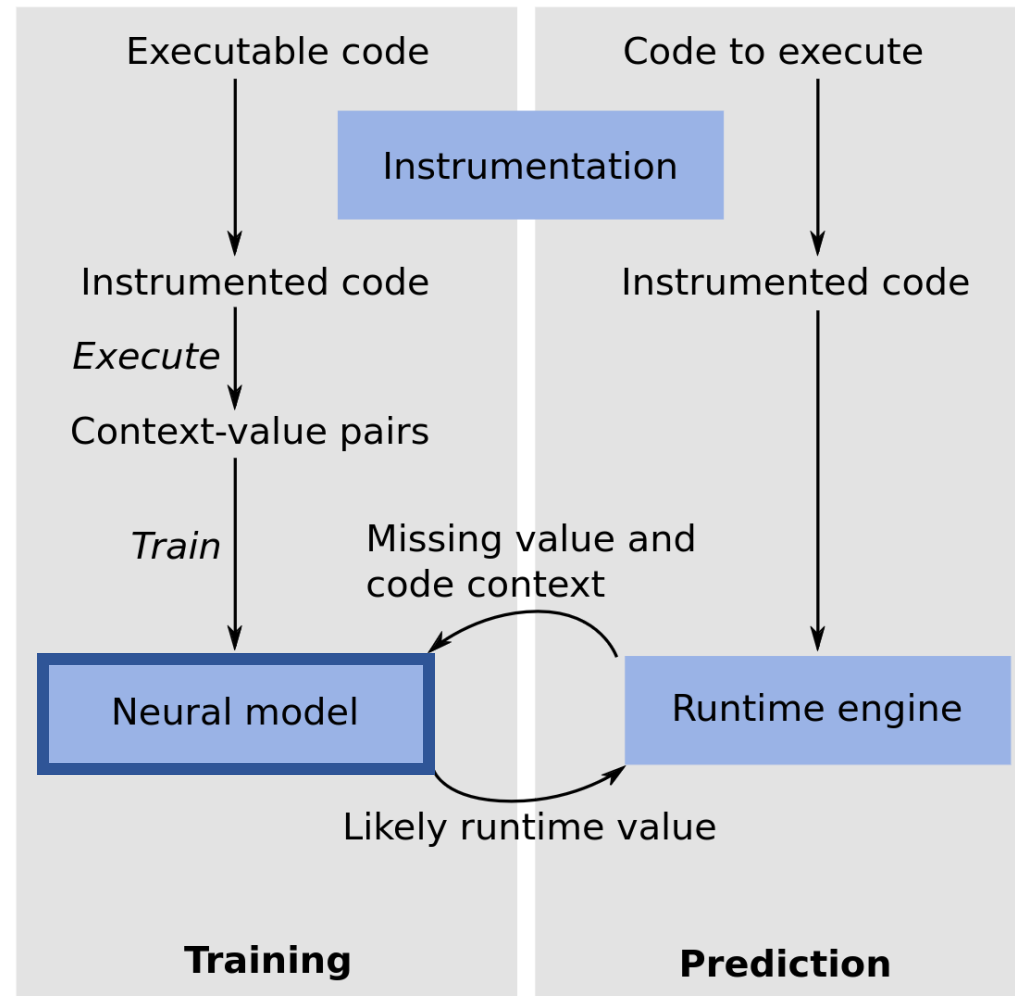 Executable code
Code to execute
Instrumentation
Instrumented code
Instrumented code
Execute
Context-value pairs
Train
Missing value and
code context
Neural model
Runtime engine
Likely runtime value
Training
Prediction